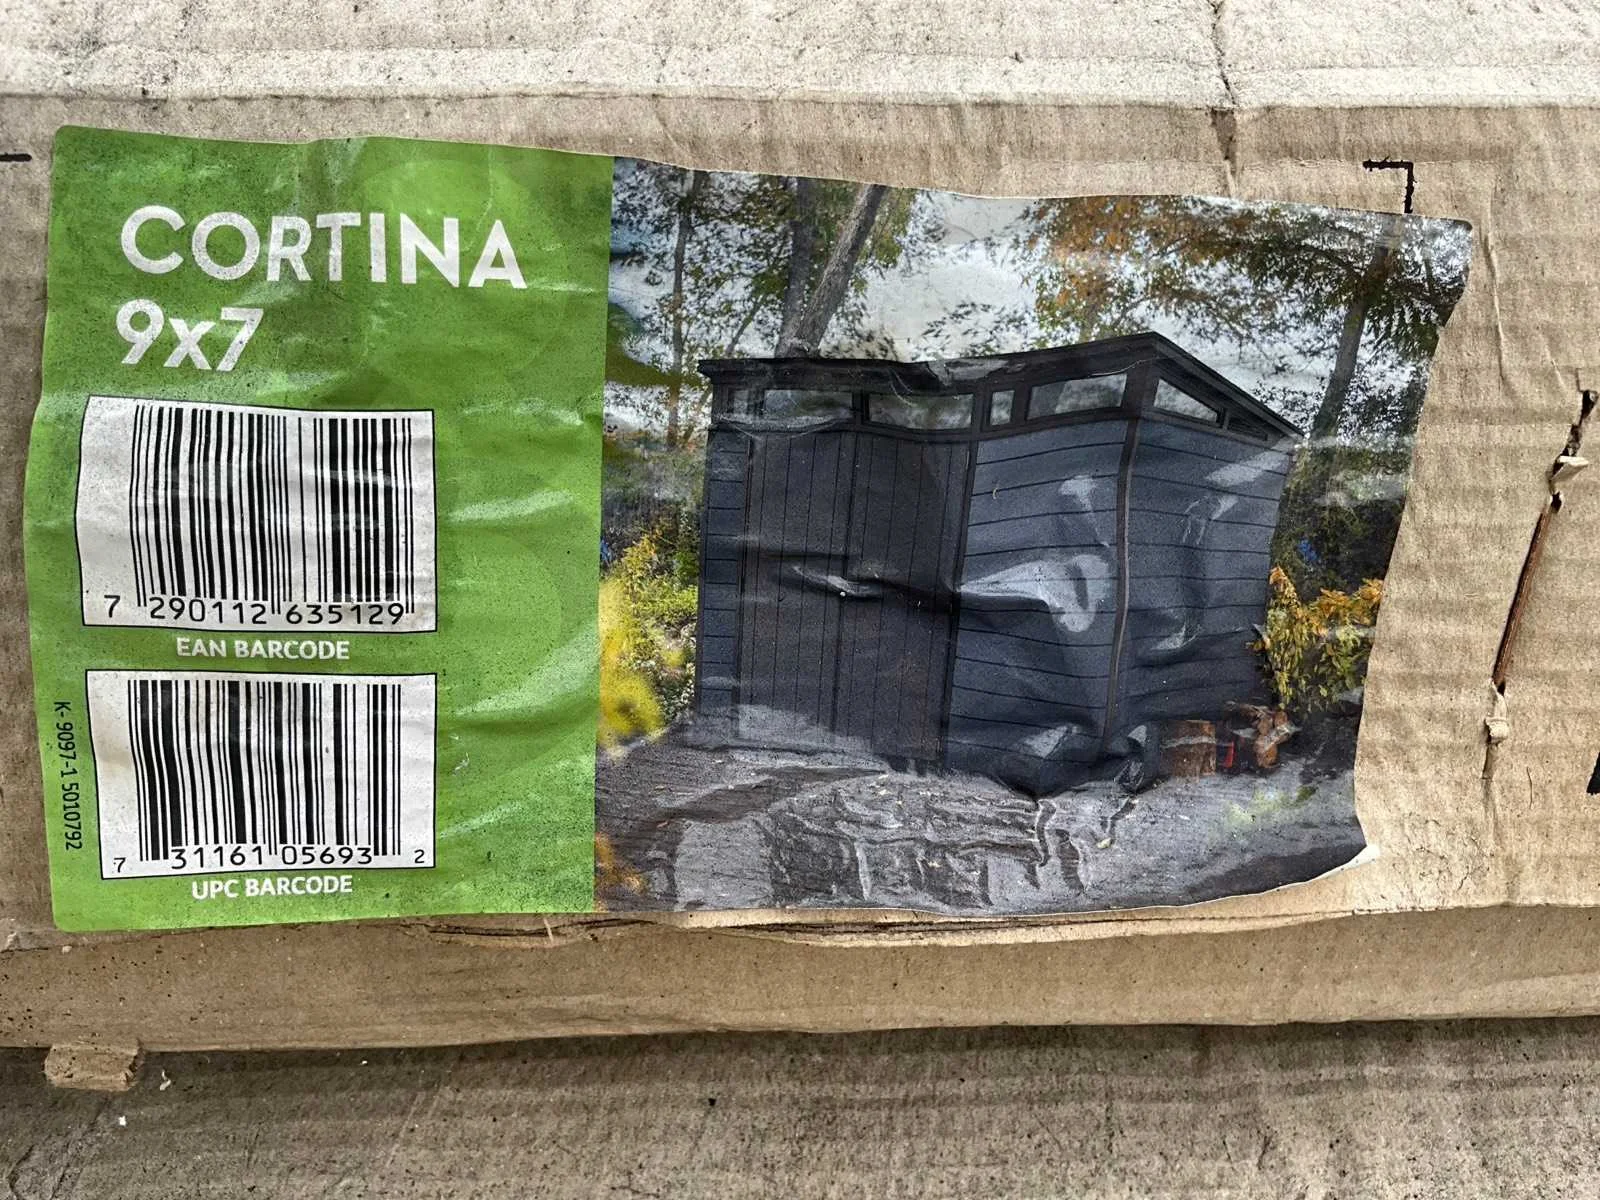 CORTINA
9x7
7 290112 635129
EAN BARCODE
7 31161 05693 2
UPC BARCODE
K-9097-1 5010792